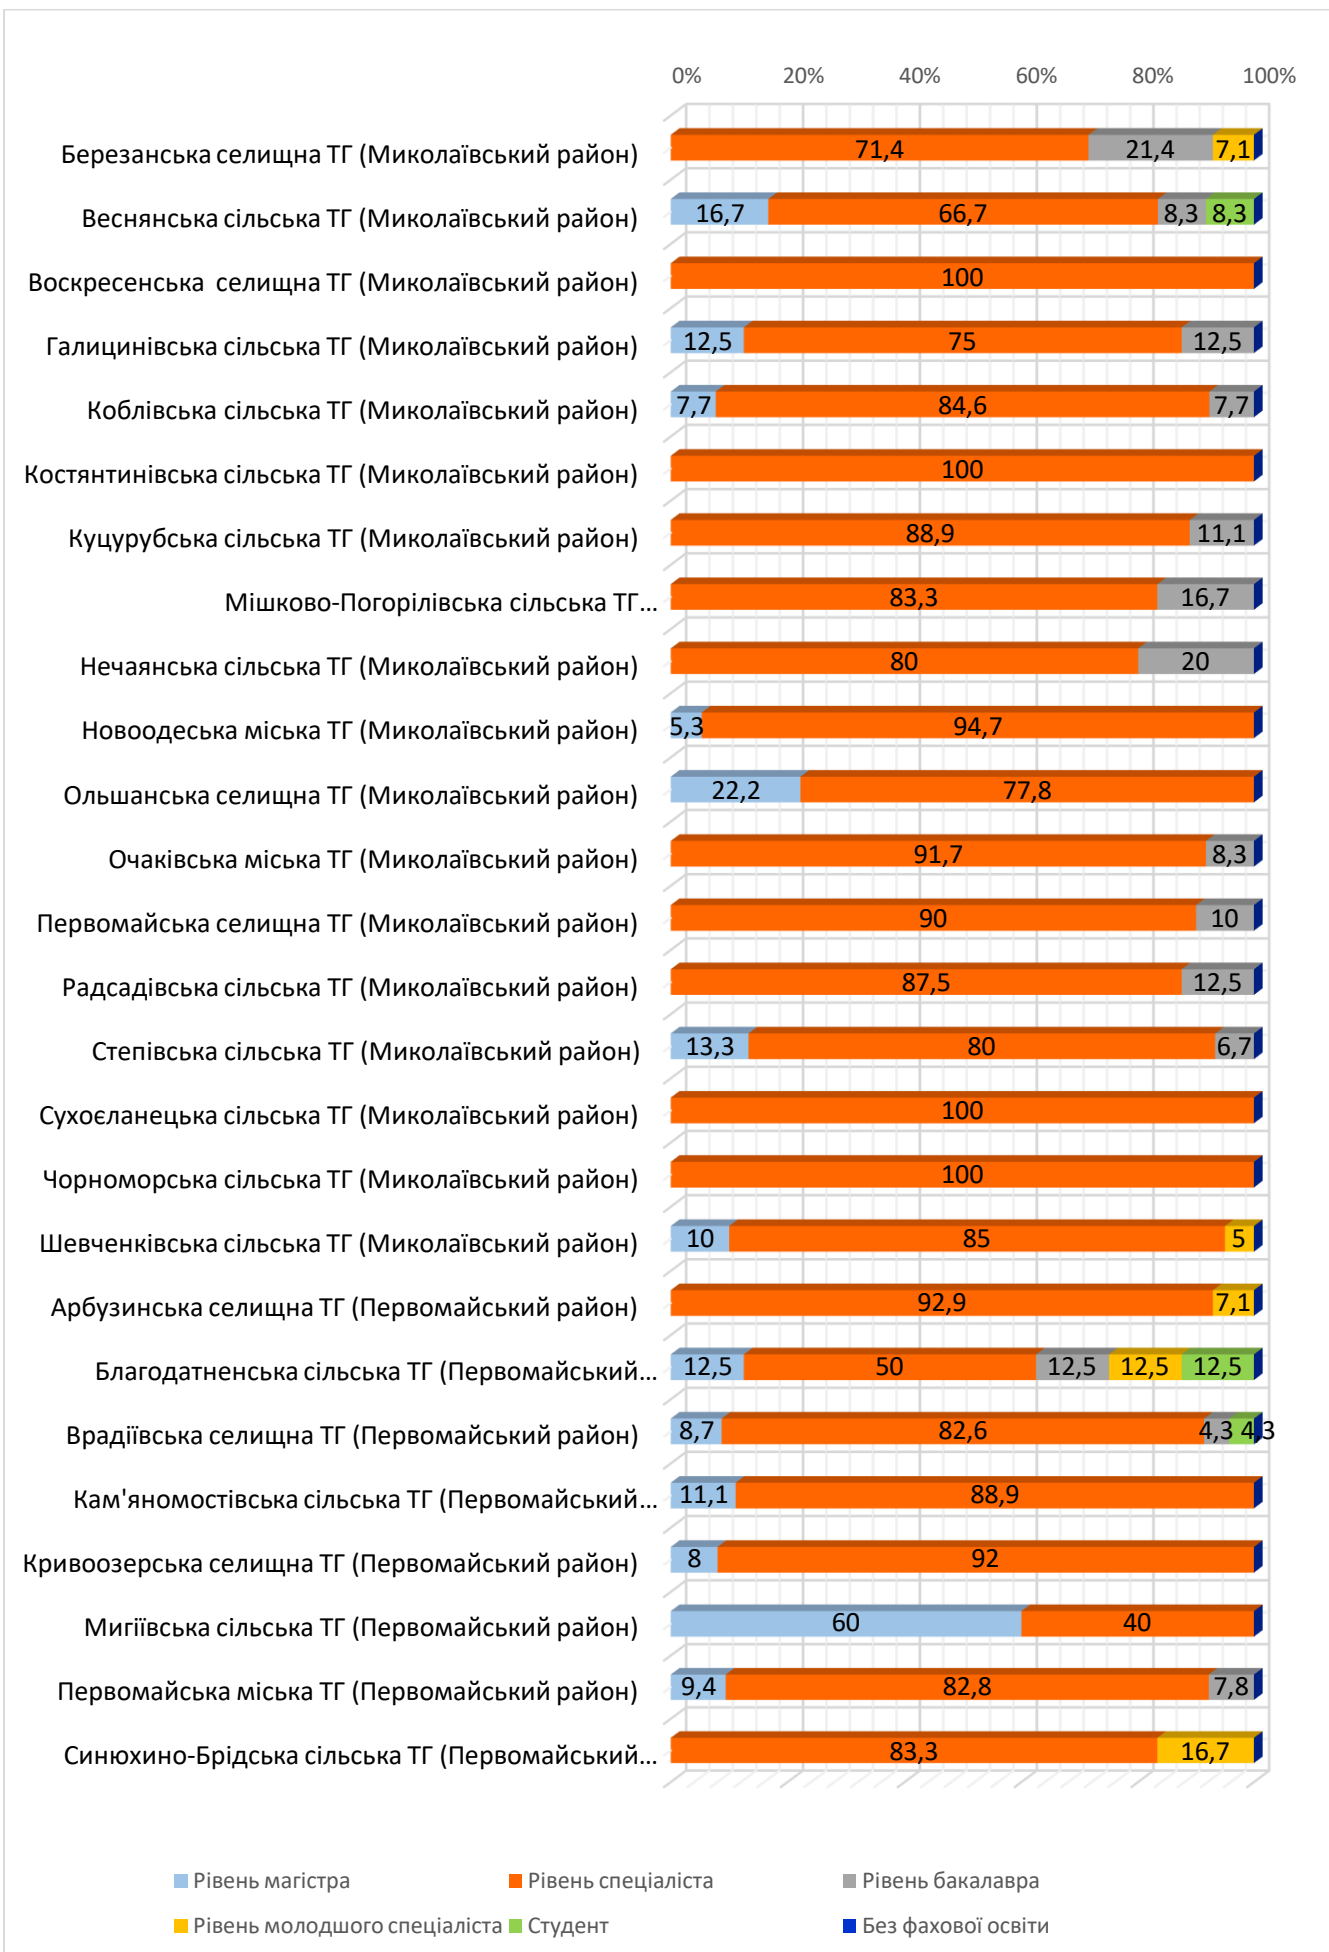 0% 20% 40% 60% 80% 100%
Березанська селищна ТГ (Миколаївський район) 71,4 21,4 7,1
Веснянська сільська ТГ (Миколаївський район) 16,7 66,7 8,3 8,3
Воскресенська селищна ТГ (Миколаївський район) 100
Галицинівська сільська ТГ (Миколаївський район) 12,5 75 12,5
Коблівська сільська ТГ (Миколаївський район) 7,7 84,6 7,7
Костянтинівська сільська ТГ (Миколаївський район) 100
Куцурубська сільська ТГ (Миколаївський район) 88,9 11,1
Мішково-Погорілівська сільська ТГ... 83,3 16,7
Нечаянська сільська ТГ (Миколаївський район) 80 20
Новоодеська міська ТГ (Миколаївський район) 5,3 94,7
Ольшанська селищна ТГ (Миколаївський район) 22,2 77,8
Очаківська міська ТГ (Миколаївський район) 91,7 8,3
Первомайська селищна ТГ (Миколаївський район) 90 10
Радсадівська сільська ТГ (Миколаївський район) 87,5 12,5
Степівська сільська ТГ (Миколаївський район) 13,3 80 6,7
Сухоєланецька сільська ТГ (Миколаївський район) 100
Чорноморська сільська ТГ (Миколаївський район) 100
Шевченківська сільська ТГ (Миколаївський район) 10 85 5
Арбузинська селищна ТГ (Первомайський район) 92,9 7,1
Благодатненська сільська ТГ (Первомайський... 12,5 50 12,5 12,5 12,5
Врадіївська селищна ТГ (Первомайський район) 8,7 82,6 4,3 4,3
Кам'яномостівська сільська ТГ (Первомайський... 11,1 88,9
Кривоозерська селищна ТГ (Первомайський район) 8 92
Мигіївська сільська ТГ (Первомайський район) 60 40
Первомайська міська ТГ (Первомайський район) 9,4 82,8 7,8
Синюхино-Брідська сільська ТГ (Первомайський... 83,3 16,7
Рівень магістра Рівень спеціаліста Рівень бакалавра
Рівень молодшого спеціаліста Студент Без фахової освіти